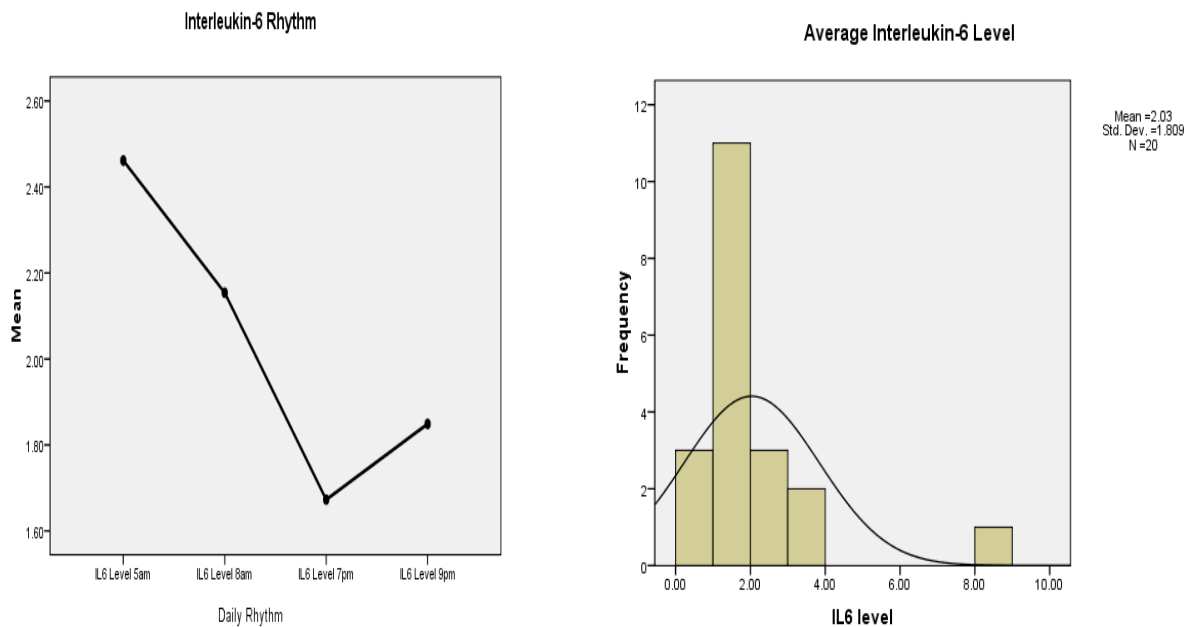 Interleukin-6 Rhythm
2.60
2.40
2.20
2.00
1.80
1.60
Mean
IL6 Level 5am
IL6 Level 8am
IL6 Level 7pm
IL6 Level 9pm
Daily Rhythm
Average Interleukin-6 Level
12
10
8
6
4
2
0
Frequency
0.00
2.00
4.00
6.00
8.00
10.00
IL6 level
Mean =2.03
Std. Dev. =1.809
N =20